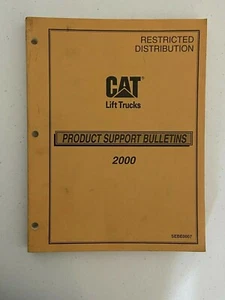 RESTRICTED
DISTRIBUTION
CAT®
Lift Trucks
PRODUCT SUPPORT BULLETINS
2000